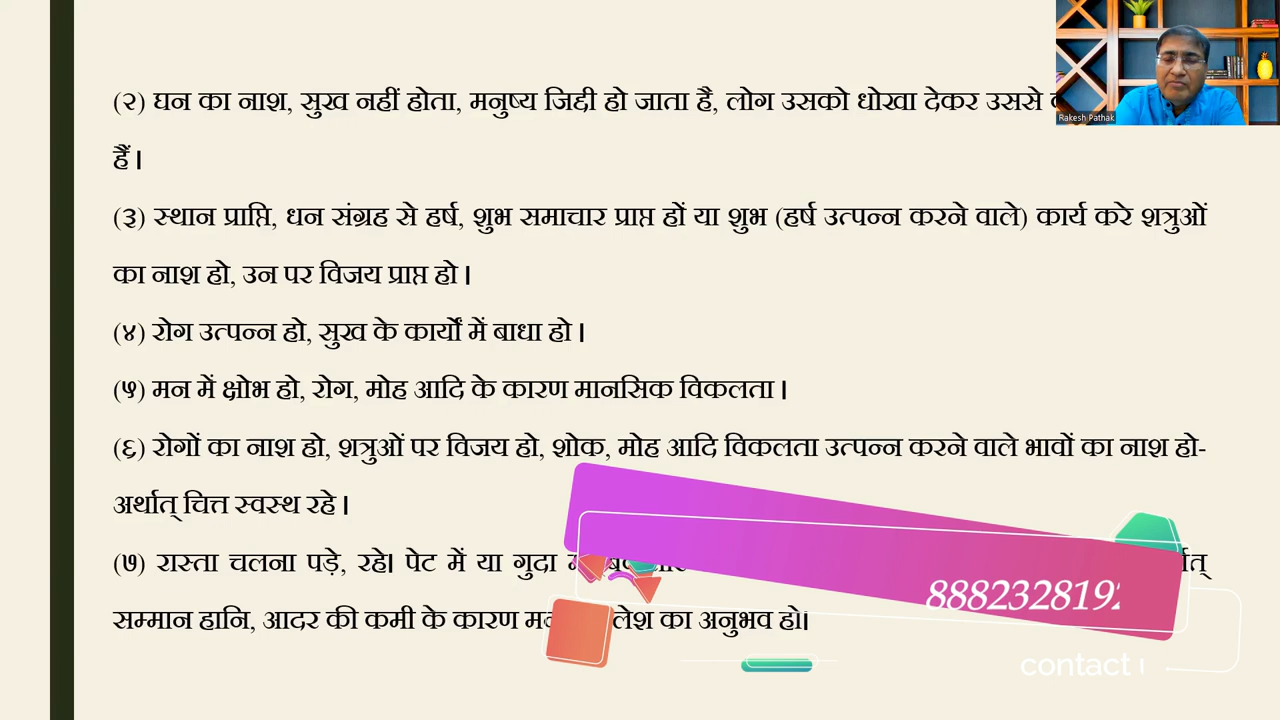 (२) घन का नाश, सुख नहीं होता, मनुष्य जिद्दी हो जाता है, लोग उसको धोखा देकर उससे
हैं।
(३) स्थान प्राप्ति, धन संग्रह से हर्ष, शुभ समाचार प्राप्त हों या शुभ (हर्ष उत्पन्न करने वाले) कार्य करे शत्रुओं
का नाश हो, उन पर विजय प्राप्त हो।
(४) रोग उत्पन्न हो, सुख के कार्यों में बाधा हो।
(५) मन में क्षोभ हो, रोग, मोह आदि के कारण मानसिक विकलता।
(६) रोगों का नाश हो, शत्रुओं पर विजय हो, शोक, मोह आदि विकलता उत्पन्न करने वाले भावों का नाश हो-
अर्थात् चित्त स्वस्थ रहे।
(७) रास्ता चलना पड़े, रहे। पेट में या गुदा
सम्मान हानि, आदर की कमी के कारण का अनुभव हो।
Rakesh Pathak
888232819
contact